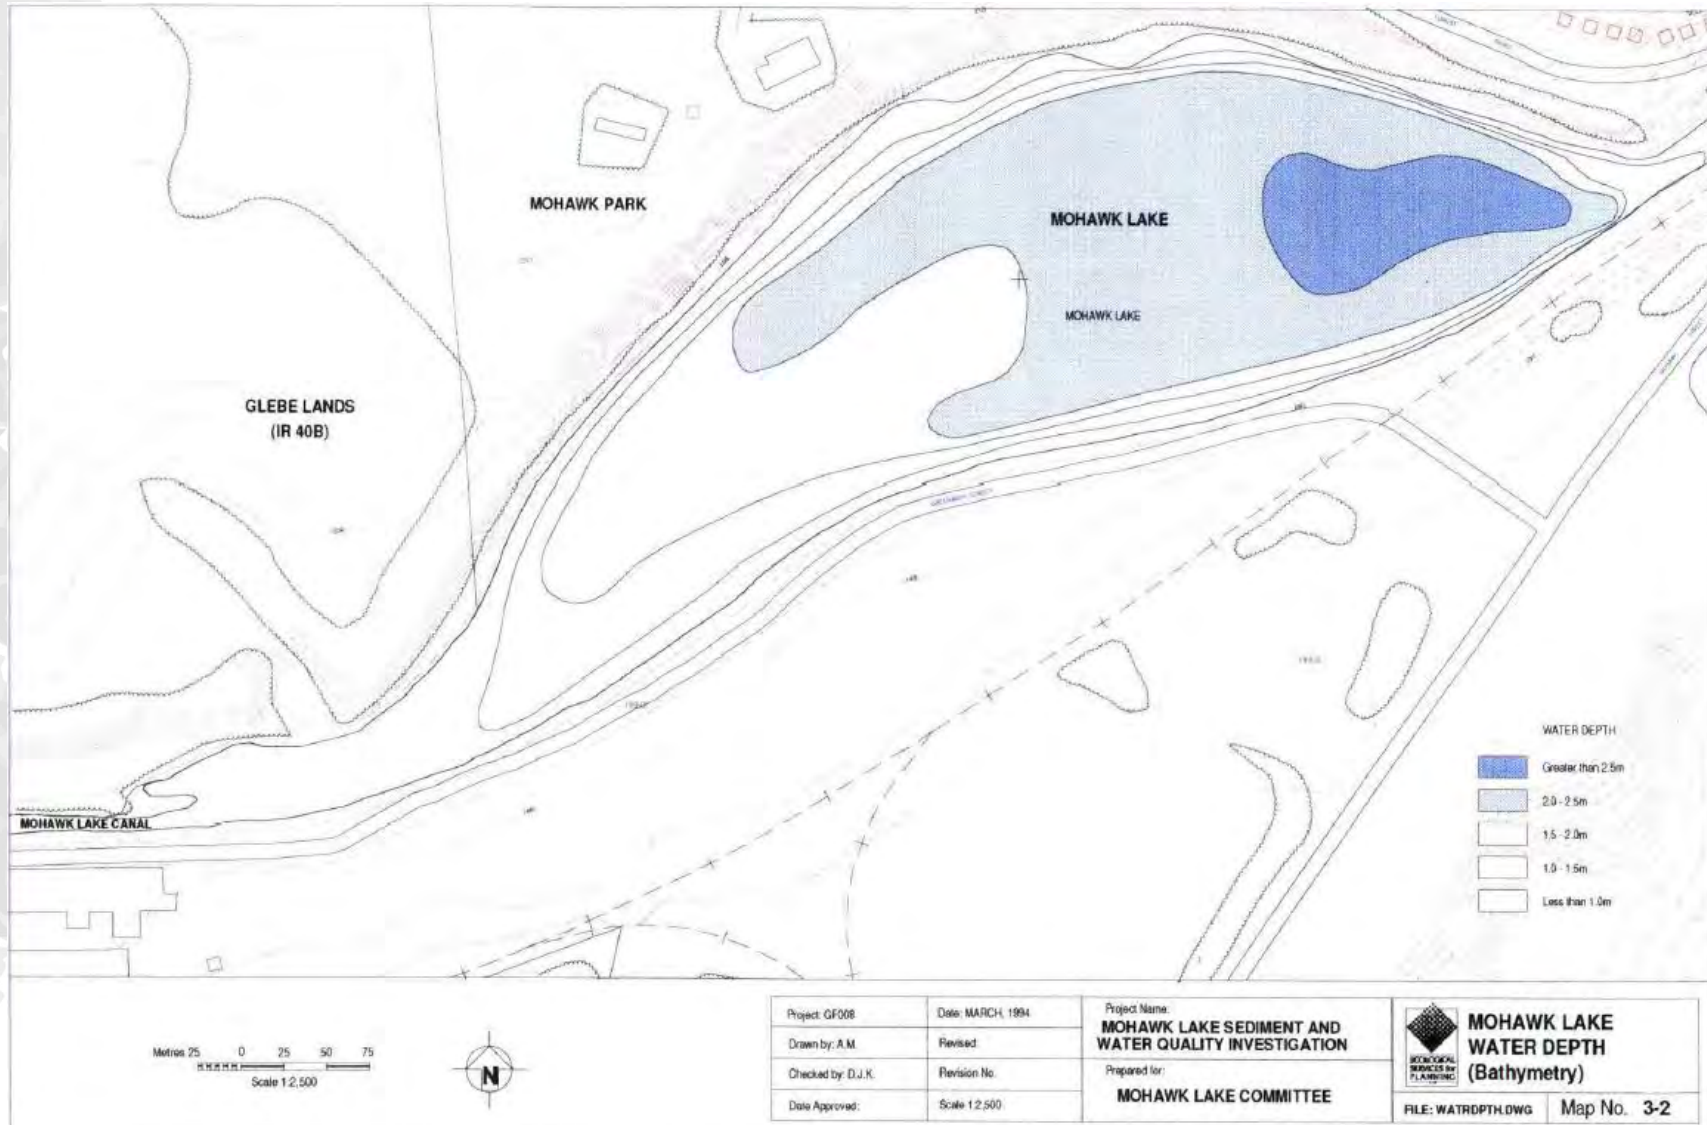 MOHAWK PARK
MOHAWK LAKE
MOHAWK LAKE
GLEBE LANDS
(IR 40B)
MOHAWK LAKE CANAL
WATER DEPTH
Greater than 2.5m
2.0 - 2.5m
1.5 - 2.0m
1.0 - 1.5m
Less than 1.0m
Metres 25 0 25 50 75
Scale 1:2,500
N
Project: GF008
Date: MARCH, 1994
Drawn by: A.M.
Revised:
Checked by: D.J.K.
Revision No.
Date Approved:
Scale 1:2,500
Project Name:
MOHAWK LAKE SEDIMENT AND
WATER QUALITY INVESTIGATION
Prepared for:
MOHAWK LAKE COMMITTEE
ECOLOGICAL
SERVICES for
PLANNING
MOHAWK LAKE
WATER DEPTH
(Bathymetry)
FILE: WATRDPTH.DWG
Map No. 3-2